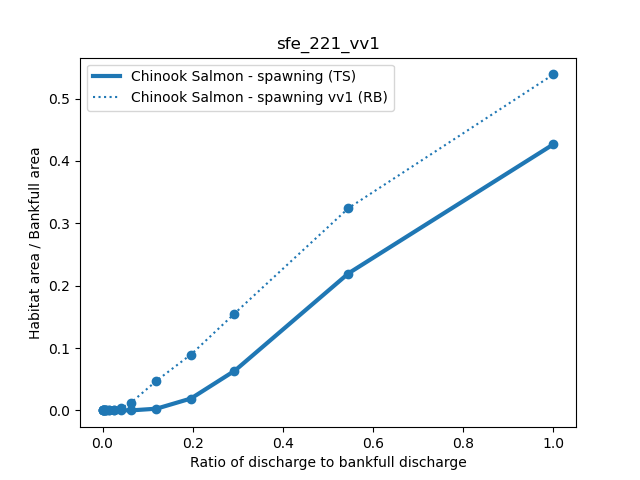 sfe_221_vv1
Chinook Salmon - spawning (TS)
Chinook Salmon - spawning vv1 (RB)
Habitat area / Bankfull area
0.5
0.4
0.3
0.2
0.1
0.0
0.0 0.2 0.4 0.6 0.8 1.0
Ratio of discharge to bankfull discharge